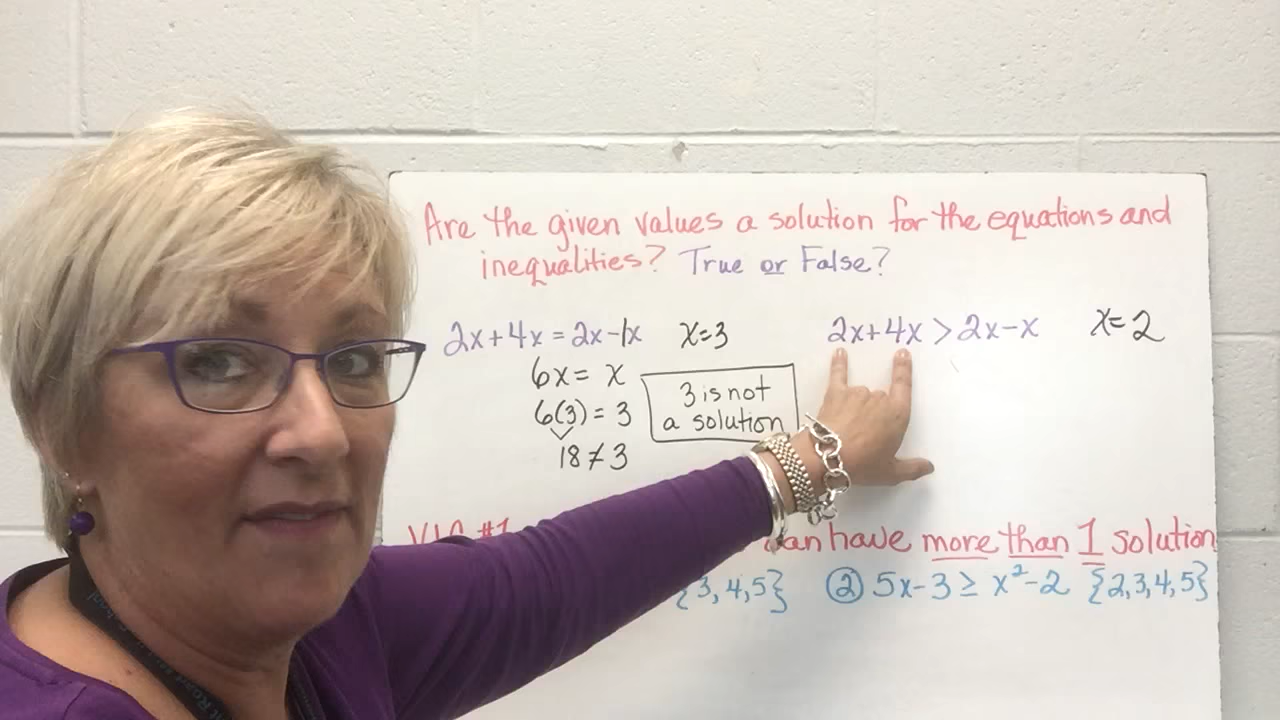 Are the given values a solution for the equations and
inequalities? True or False?
2x+4x = 2x-1x x=3
6x = x
6(3) = 3
18 ≠ 3
3 is not
a solution
2x+4x > 2x-x x=2
can have more than 1 solution
3, 4, 5}
② 5x-3 ≥ x²-2 {2,3,4,5}